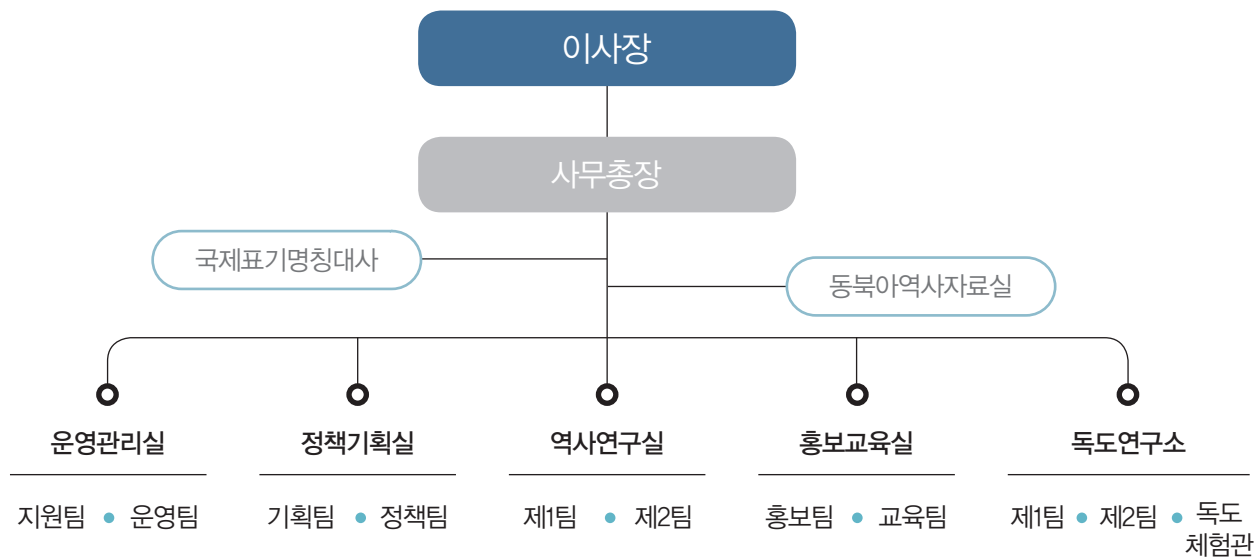 이사장
사무총장
국제표기명칭대사
동북아역사자료실
운영관리실 정책기획실 역사연구실 홍보교육실 독도연구소
지원팀 • 운영팀 기획팀 • 정책팀 제1팀 • 제2팀 홍보팀 • 교육팀 제1팀 • 제2팀 • 독도
체험관